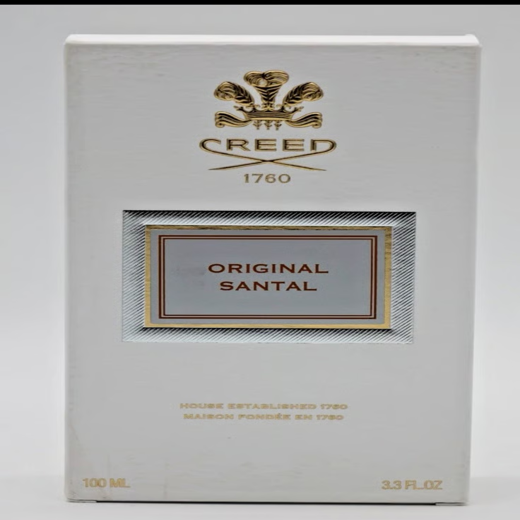 CREED
1760
ORIGINAL
SANTAL
HOUSE ESTABLISHED 1760
MAISON FONDÉE EN 1760
100 ML
3.3 FL.OZ